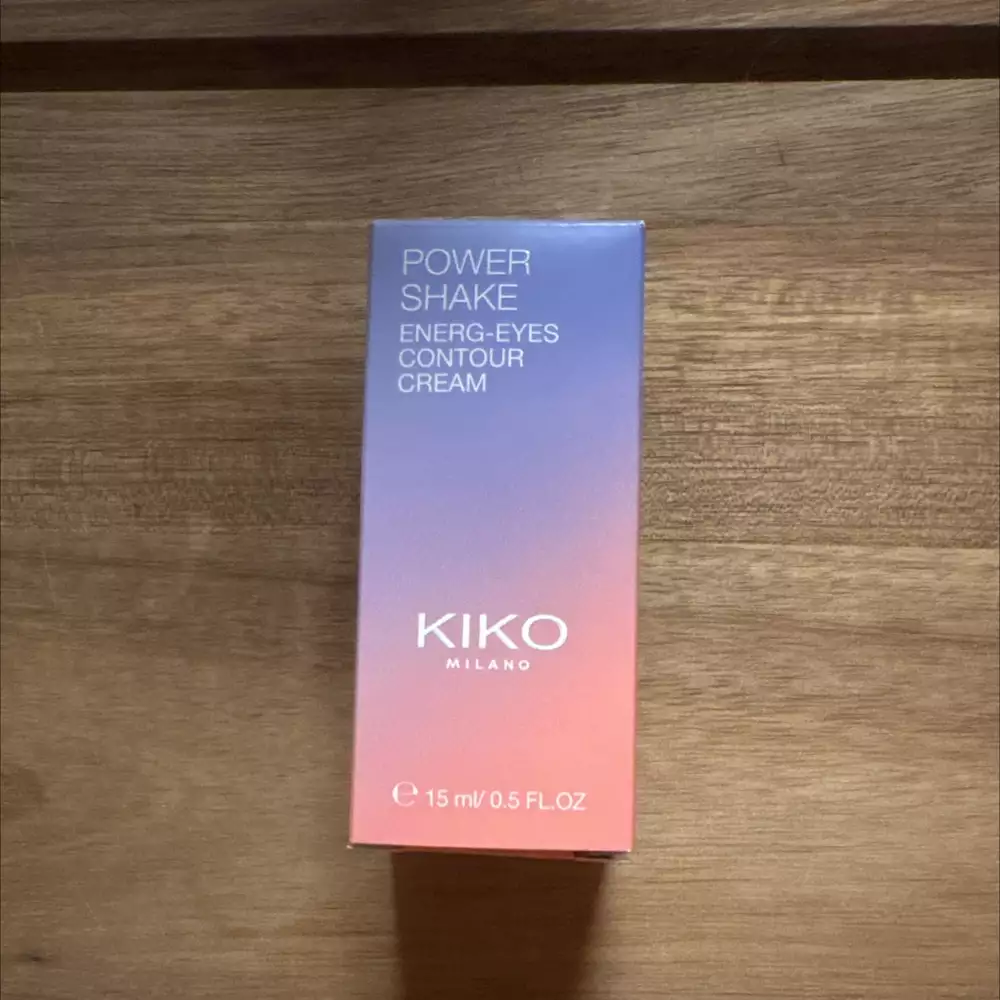 POWER
SHAKE
ENERG-EYES
CONTOUR
CREAM
KIKO
MILANO
℮ 15 ml/ 0.5 FL.OZ